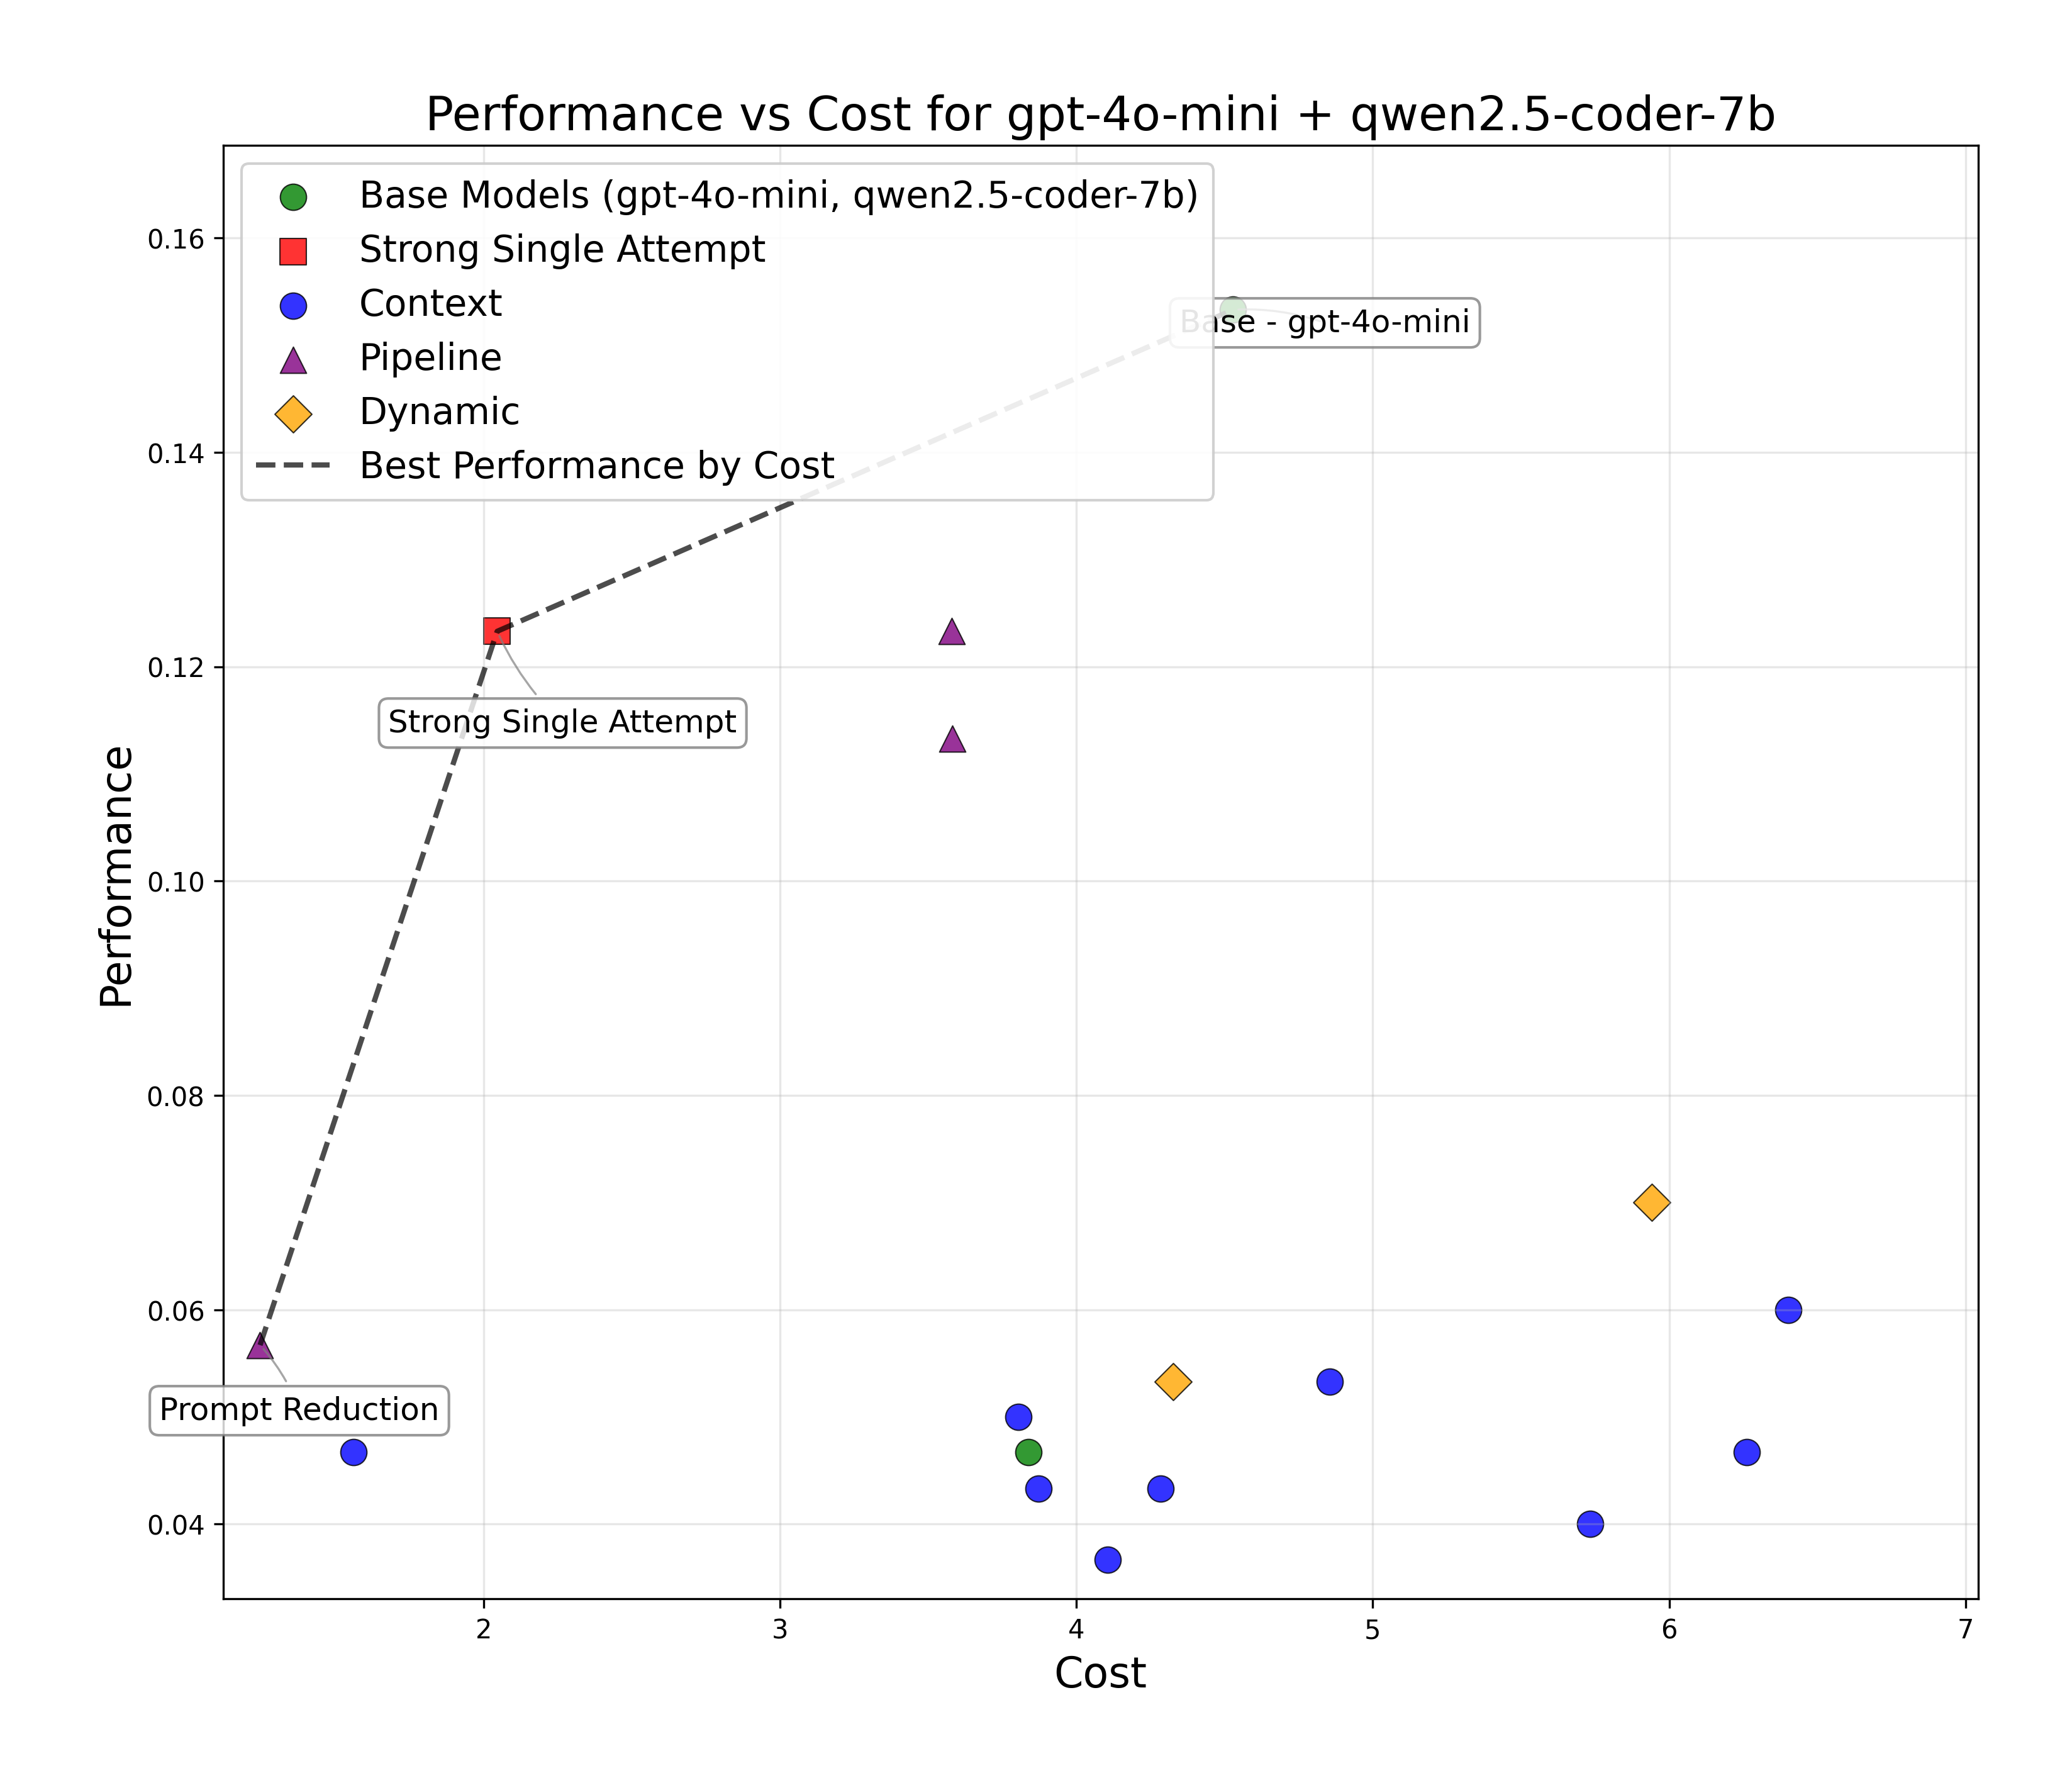 Performance vs Cost for gpt-4o-mini + qwen2.5-coder-7b
Base Models (gpt-4o-mini, qwen2.5-coder-7b)
Strong Single Attempt
Context
Pipeline
Dynamic
Best Performance by Cost
Base - gpt-4o-mini
Strong Single Attempt
Prompt Reduction
Performance
0.16
0.14
0.12
0.10
0.08
0.06
0.04
2
3
4
5
6
7
Cost